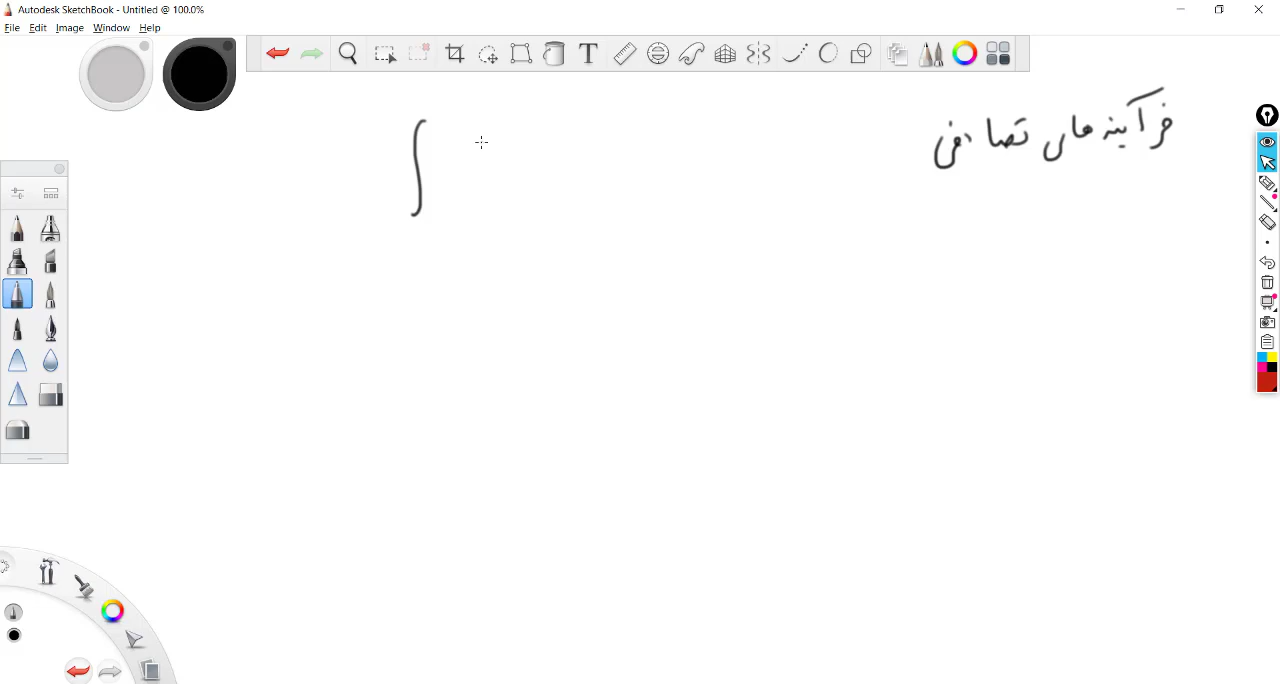 Autodesk SketchBook - Untitled @ 100.0%
File Edit Image Window Help
T
فرآیندهای تصادفی
∫